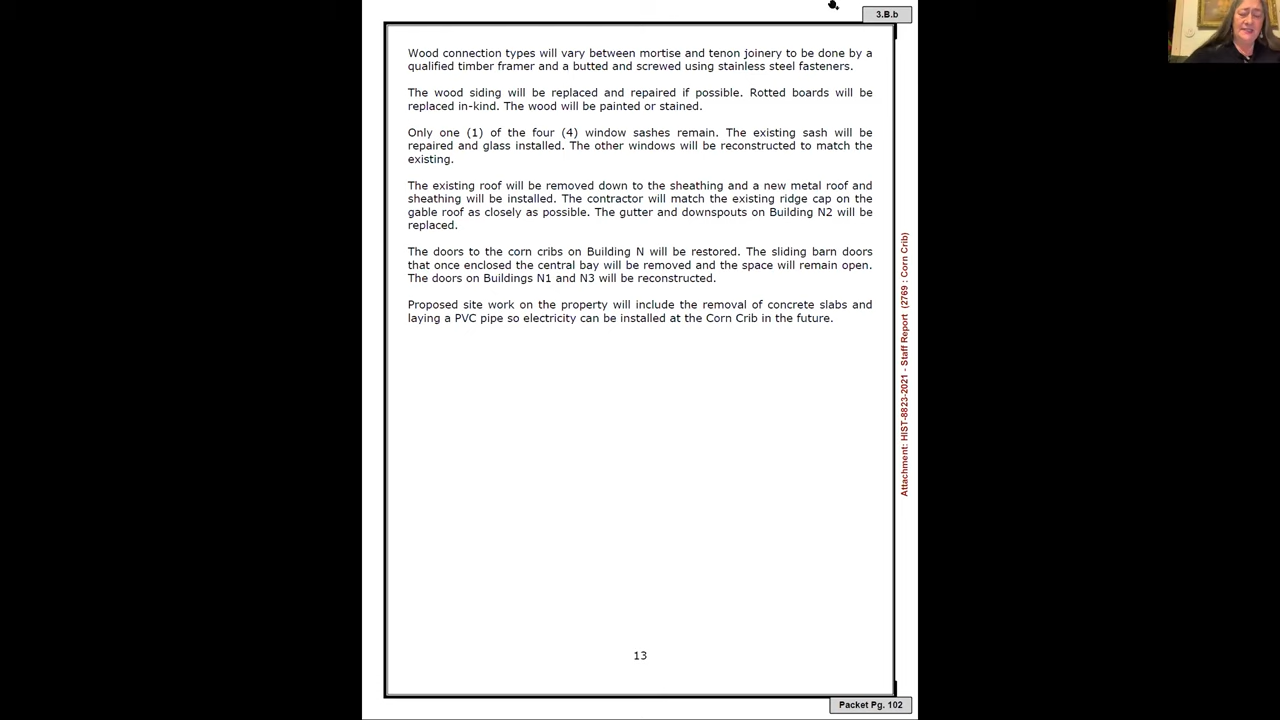 3.B.b
Wood connection types will vary between mortise and tenon joinery to be done by a
qualified timber framer and a butted and screwed using stainless steel fasteners.
The wood siding will be replaced and repaired if possible. Rotted boards will be
replaced in-kind. The wood will be painted or stained.
Only one (1) of the four (4) window sashes remain. The existing sash will be
repaired and glass installed. The other windows will be reconstructed to match the
existing.
The existing roof will be removed down to the sheathing and a new metal roof and
sheathing will be installed. The contractor will match the existing ridge cap on the
gable roof as closely as possible. The gutter and downspouts on Building N2 will be
replaced.
The doors to the corn cribs on Building N will be restored. The sliding barn doors
that once enclosed the central bay will be removed and the space will remain open.
The doors on Buildings N1 and N3 will be reconstructed.
Proposed site work on the property will include the removal of concrete slabs and
laying a PVC pipe so electricity can be installed at the Corn Crib in the future.
Attachment: HIST-8823-2021 - Staff Report (2769 : Corn Crib)
13
Packet Pg. 102